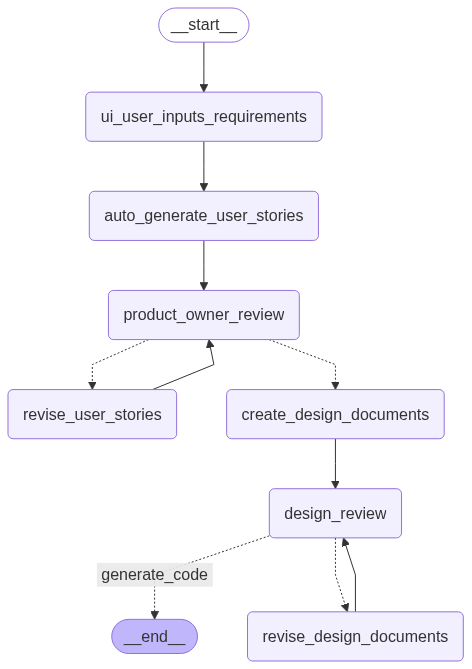 __start__
ui_user_inputs_requirements
auto_generate_user_stories
product_owner_review
revise_user_stories
create_design_documents
design_review
generate_code
__end__
revise_design_documents